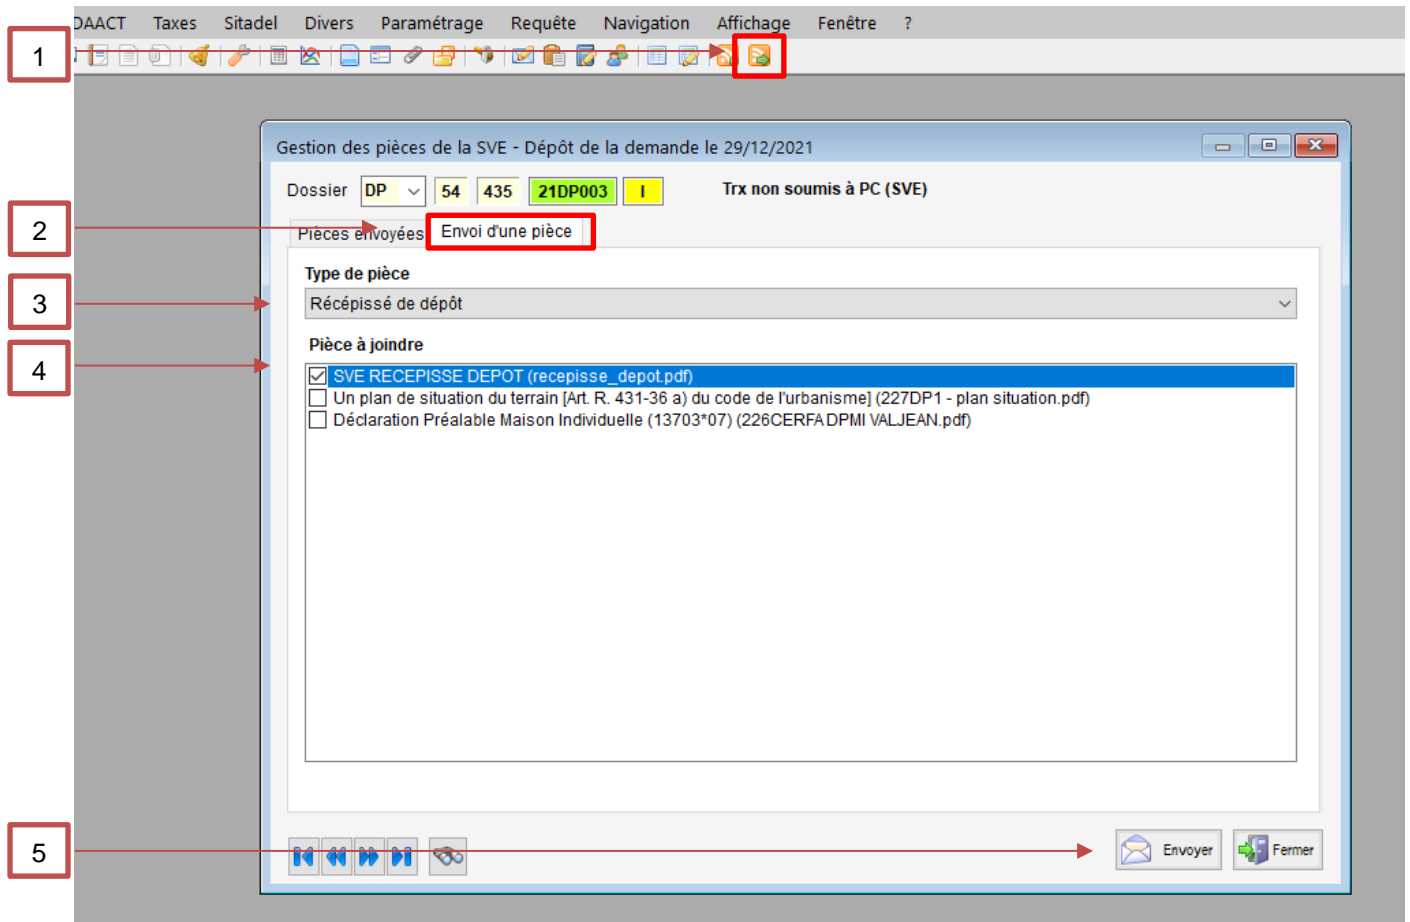 DAACT Taxes Sitadel Divers Paramétrage Requête Navigation Affichage Fenêtre ?
1
Gestion des pièces de la SVE - Dépôt de la demande le 29/12/2021
Dossier DP 54 435 21DP003 I Trx non soumis à PC (SVE)
2
Pièces envoyées Envoi d'une pièce
Type de pièce
3
Récépissé de dépôt
Pièce à joindre
4
SVE RECEPISSE DEPOT (recepisse_depot.pdf)
Un plan de situation du terrain [Art. R. 431-36 a) du code de l'urbanisme] (227DP1 - plan situation.pdf)
Déclaration Préalable Maison Individuelle (13703*07) (226CERFA DPMI VALJEAN.pdf)
5
Envoyer Fermer